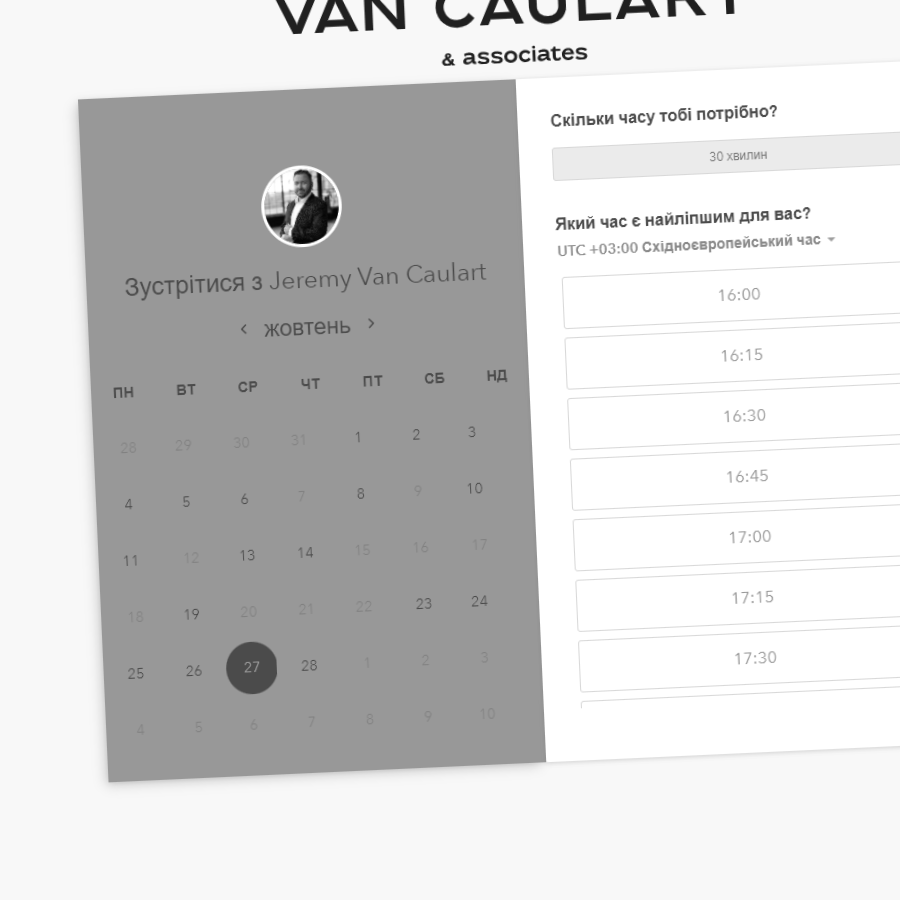 VAN CAULART
& associates
Зустрітися з Jeremy Van Caulart
‹ жовтень ›
ПН ВТ СР ЧТ ПТ СБ НД
28 29 30 31 1 2 3
4 5 6 7 8 9 10
11 12 13 14 15 16 17
18 19 20 21 22 23 24
25 26 27 28 1 2 3
4 5 6 7 8 9 10
Скільки часу тобі потрібно?
30 хвилин
Який час є найліпшим для вас?
UTC +03:00 Східноєвропейський час
16:00
16:15
16:30
16:45
17:00
17:15
17:30